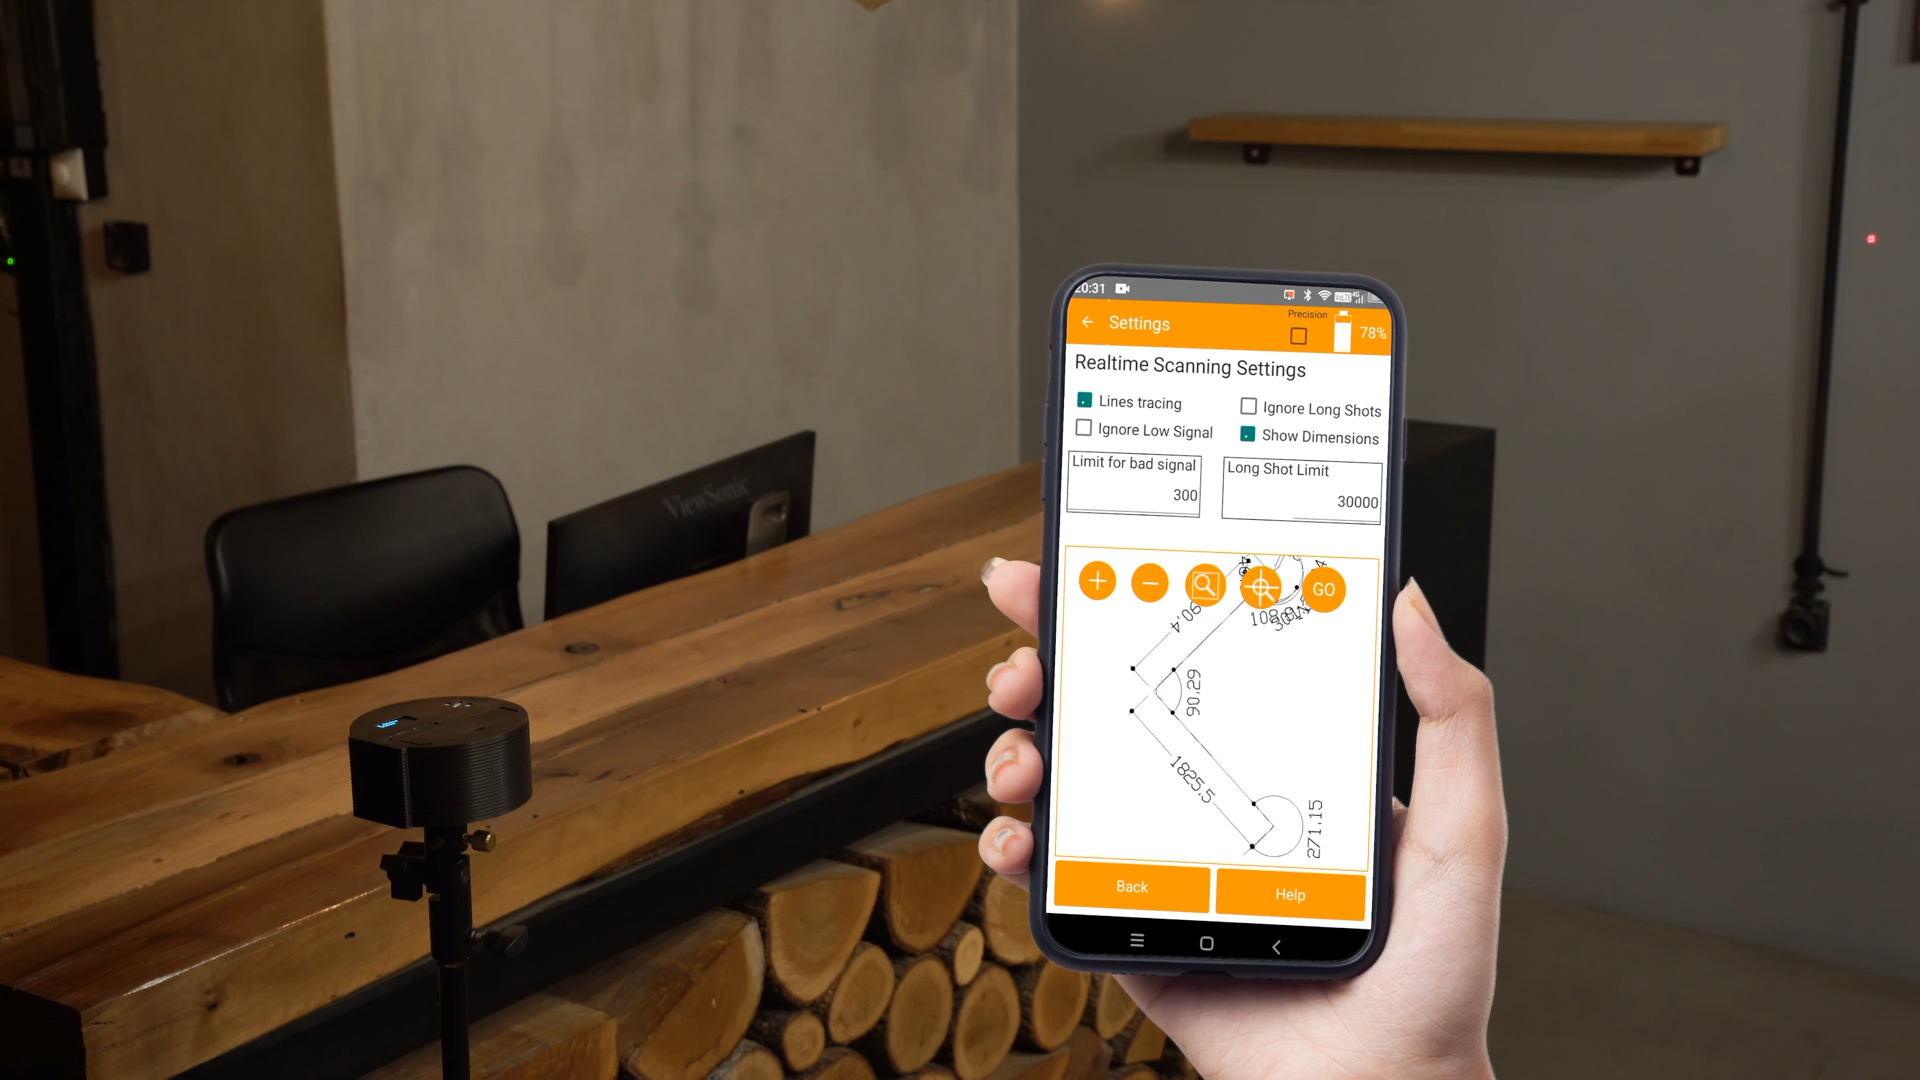 ViewSonic
20:31
Settings
Precision
78%
Realtime Scanning Settings
Lines tracing
Ignore Long Shots
Ignore Low Signal
Show Dimensions
Limit for bad signal
300
Long Shot Limit
30000
+ −
GO
90.4
90.29
1825.5
271.15
Back
Help